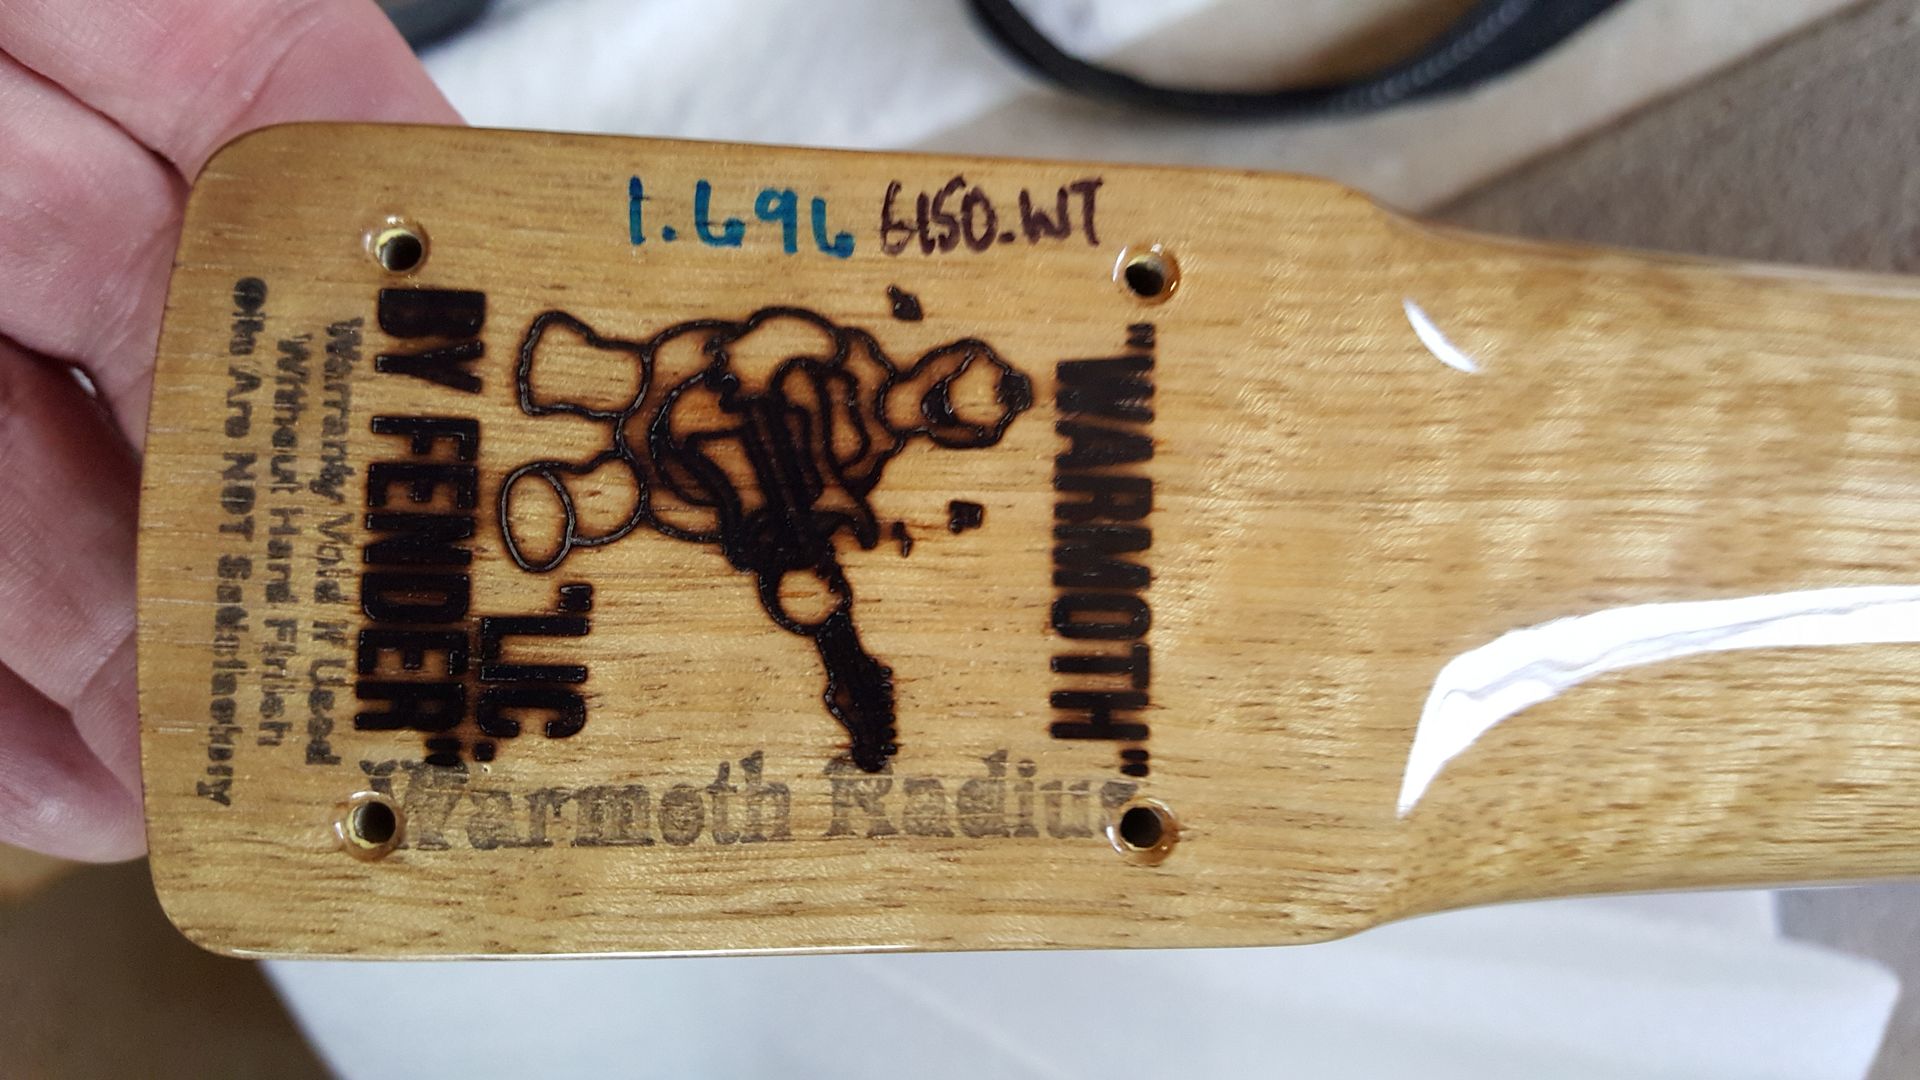 1.696 6150.WT
"WARMOTH"
"LIC.
BY FENDER"
Warranty Void If Used
Without Hard Finish
Oils Are NOT Satisfactory
Warmoth Radius